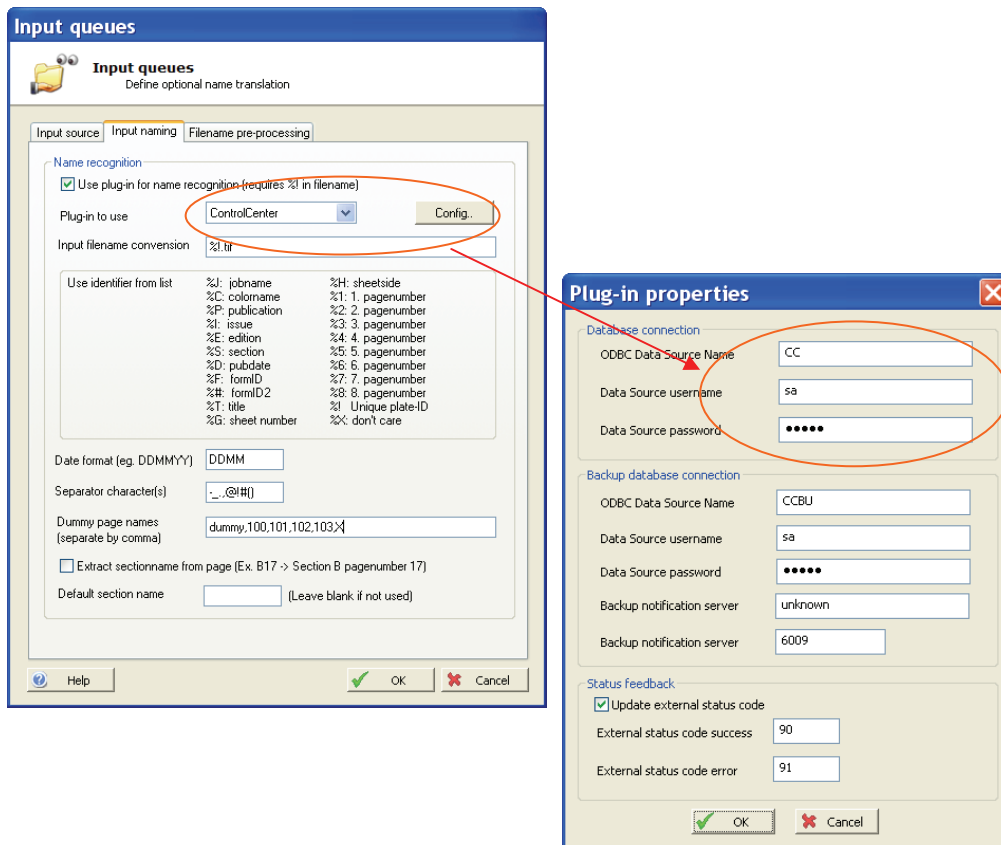 Input queues
Input queues
Define optional name translation
Input source Input naming Filename pre-processing
Name recognition
Use plug-in for name recognition (requires %! in filename)
Plug-in to use ControlCenter Config..
Input filename convension %!.tif
Use identifier from list
%J: jobname %H: sheetside
%C: colorname %1: 1. pagenumber
%P: publication %2: 2. pagenumber
%I: issue %3: 3. pagenumber
%E: edition %4: 4. pagenumber
%S: section %5: 5. pagenumber
%D: pubdate %6: 6. pagenumber
%F: formID %7: 7. pagenumber
%#: formID2 %8: 8. pagenumber
%T: title %! Unique plate-ID
%G: sheet number %X: don't care
Date format (eg. DDMMYY) DDMM
Separator character(s) -_.,@!#()
Dummy page names
(separate by comma) dummy,100,101,102,103,X
Extract sectionname from page (Ex. B17 -> Section B pagenumber 17)
Default section name (Leave blank if not used)
Help OK Cancel
Plug-in properties
Database connection
ODBC Data Source Name CC
Data Source username sa
Data Source password •••••
Backup database connection
ODBC Data Source Name CCBU
Data Source username sa
Data Source password •••••
Backup notification server unknown
Backup notification server 6009
Status feedback
Update external status code
External status code success 90
External status code error 91
OK Cancel